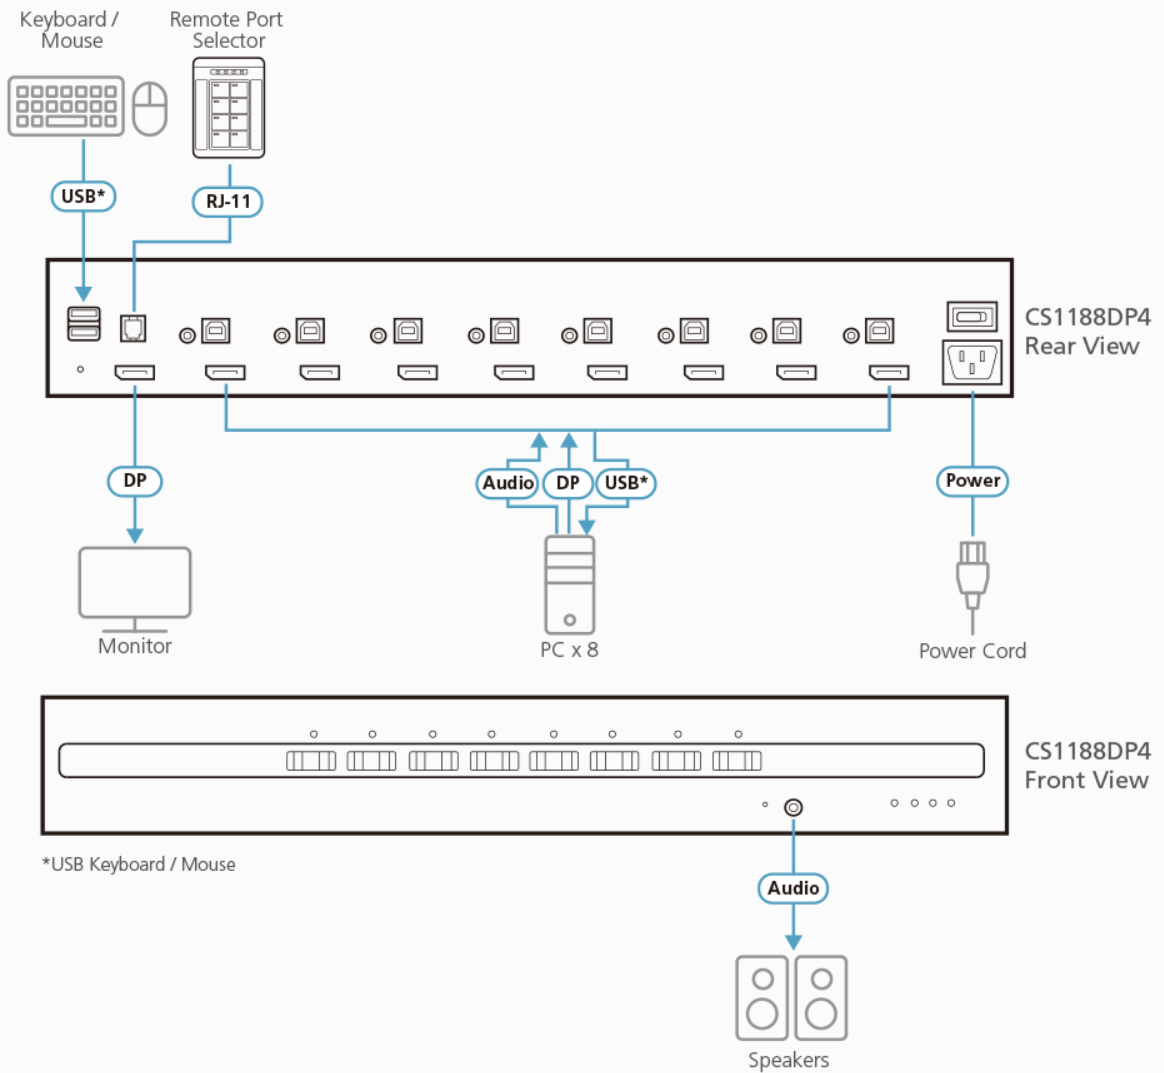 Keyboard /
Mouse
Remote Port
Selector
USB*
RJ-11
CS1188DP4
Rear View
DP
Audio
DP
USB*
Power
Monitor
PC x 8
Power Cord
CS1188DP4
Front View
*USB Keyboard / Mouse
Audio
Speakers